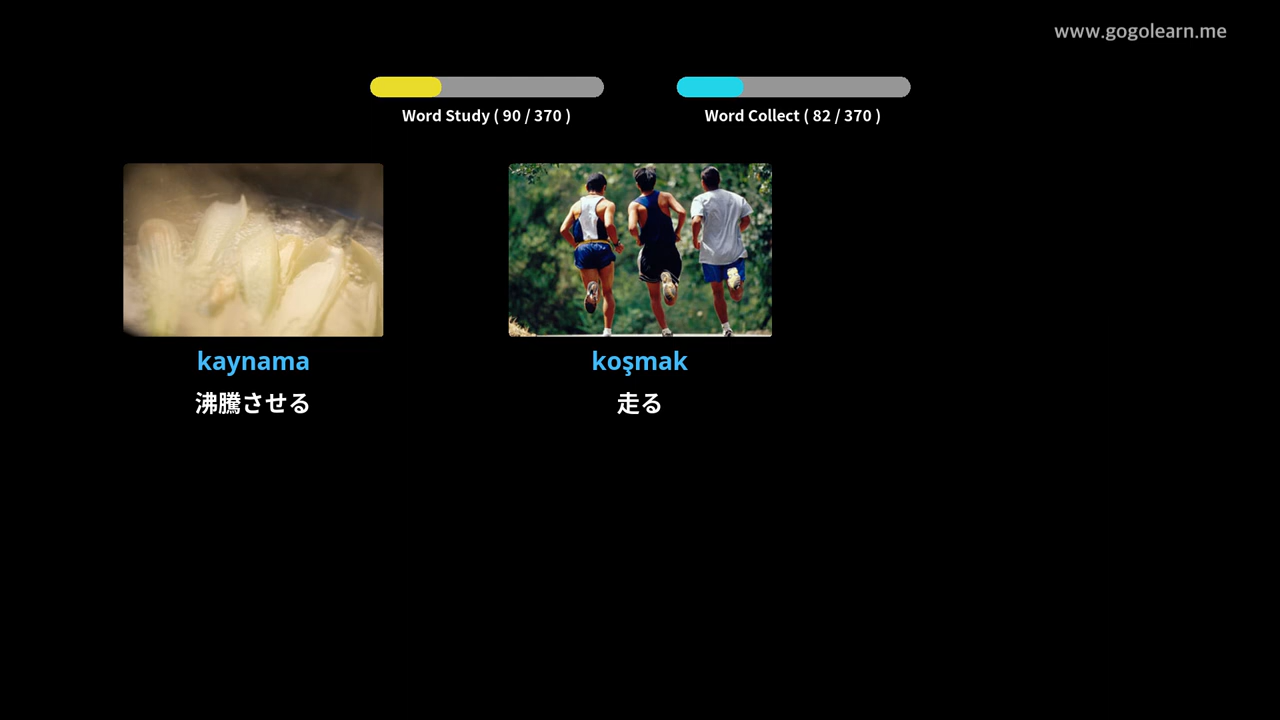 www.gogolearn.me
Word Study ( 90 / 370 )
Word Collect ( 82 / 370 )
kaynama
koşmak
沸騰させる
走る